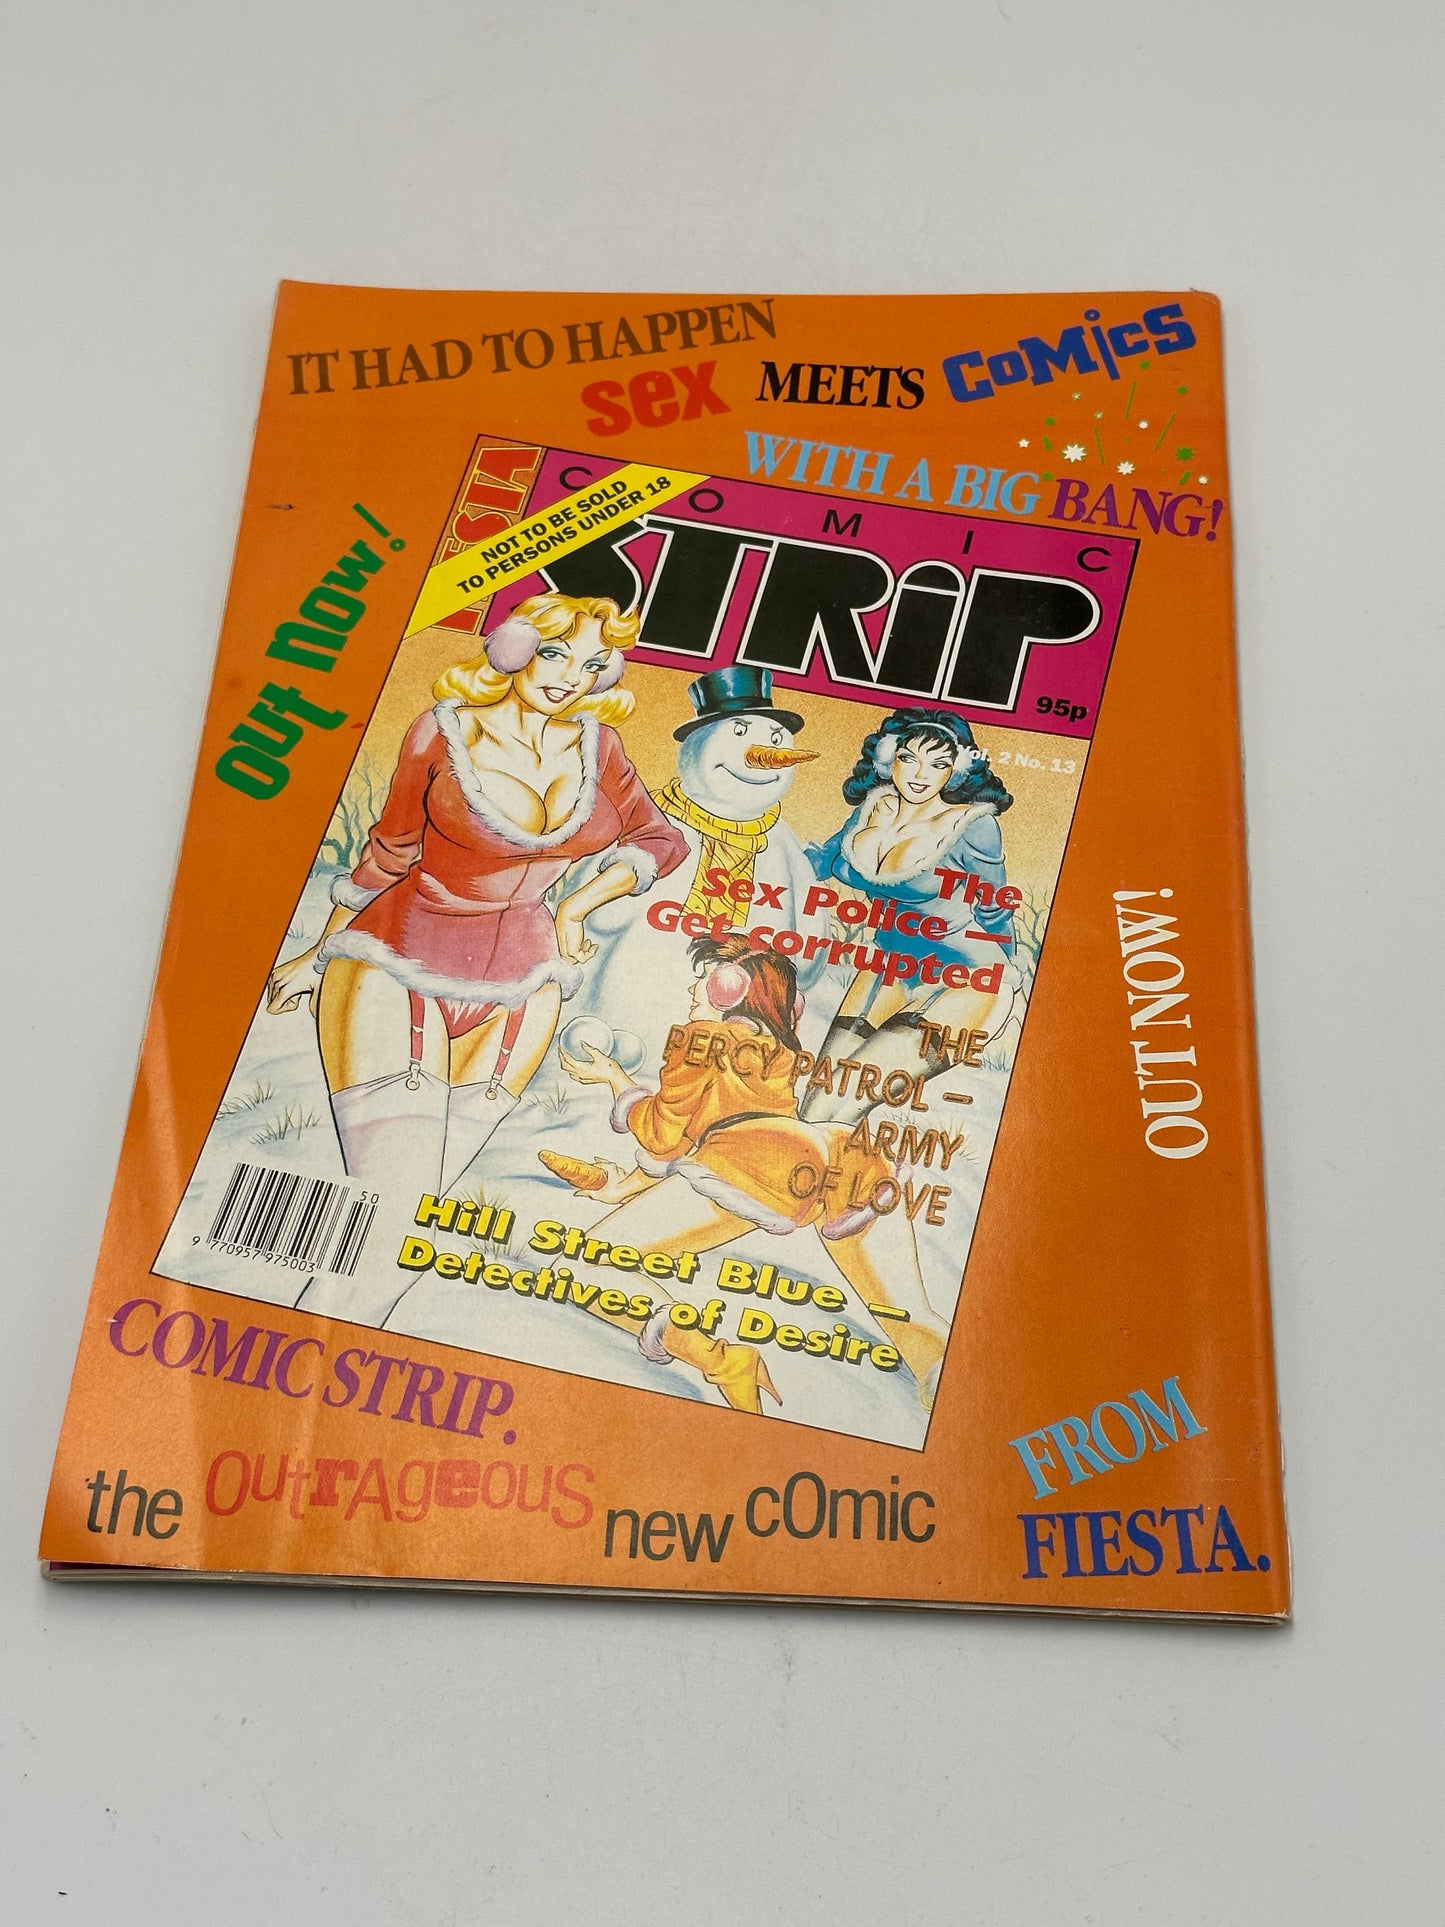 IT HAD TO HAPPEN
sex MEETS COMiCS
WITH A BIG BANG!
out now!
FIESTA
COMIC
STRiP
NOT TO BE SOLD
TO PERSONS UNDER 18
95p
Vol. 2 No. 13
The
Sex Police —
Get corrupted
THE
PERCY PATROL —
ARMY
OF LOVE
Hill Street Blue —
Detectives of Desire
50
9 770957 975003
OUT NOW!
COMIC STRIP.
the OutrAgeouS new cOmic
FROM
FIESTA.